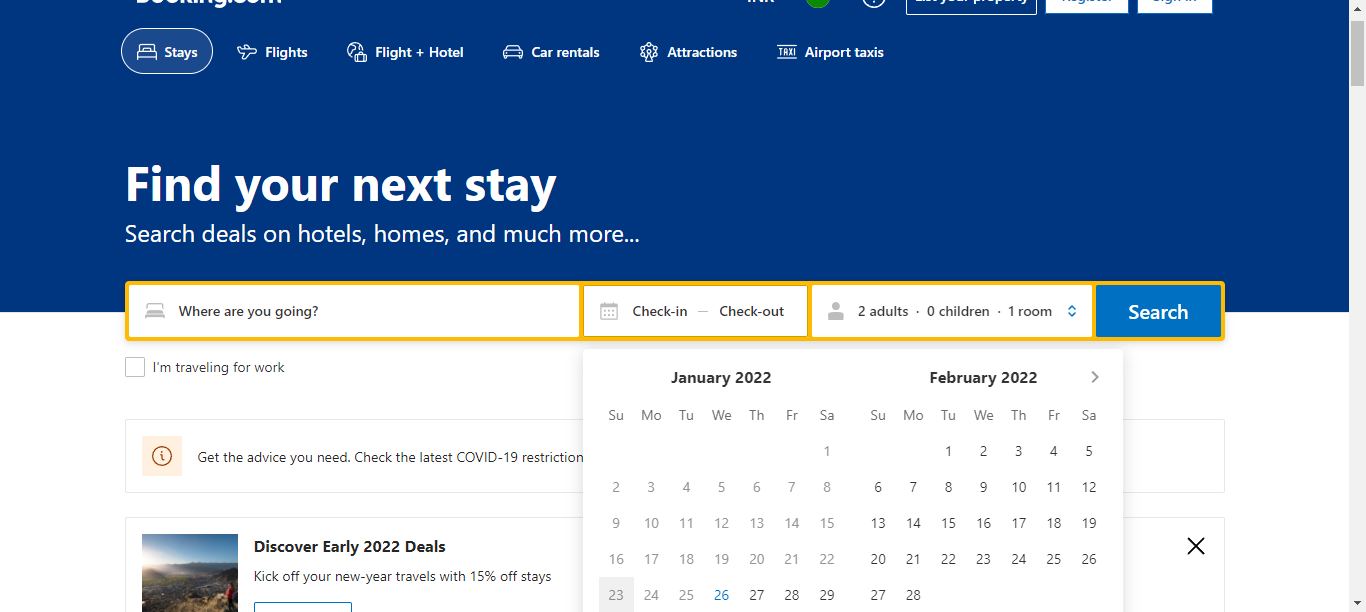 Booking.com INR List your property Register Sign in
Stays Flights Flight + Hotel Car rentals Attractions TAXI Airport taxis
Find your next stay
Search deals on hotels, homes, and much more...
Where are you going? Check-in — Check-out 2 adults · 0 children · 1 room Search
I'm traveling for work
January 2022 February 2022
Su Mo Tu We Th Fr Sa Su Mo Tu We Th Fr Sa
1 1 2 3 4 5
Get the advice you need. Check the latest COVID-19 restriction
2 3 4 5 6 7 8 6 7 8 9 10 11 12
9 10 11 12 13 14 15 13 14 15 16 17 18 19
Discover Early 2022 Deals
16 17 18 19 20 21 22 20 21 22 23 24 25 26
Kick off your new-year travels with 15% off stays
23 24 25 26 27 28 29 27 28